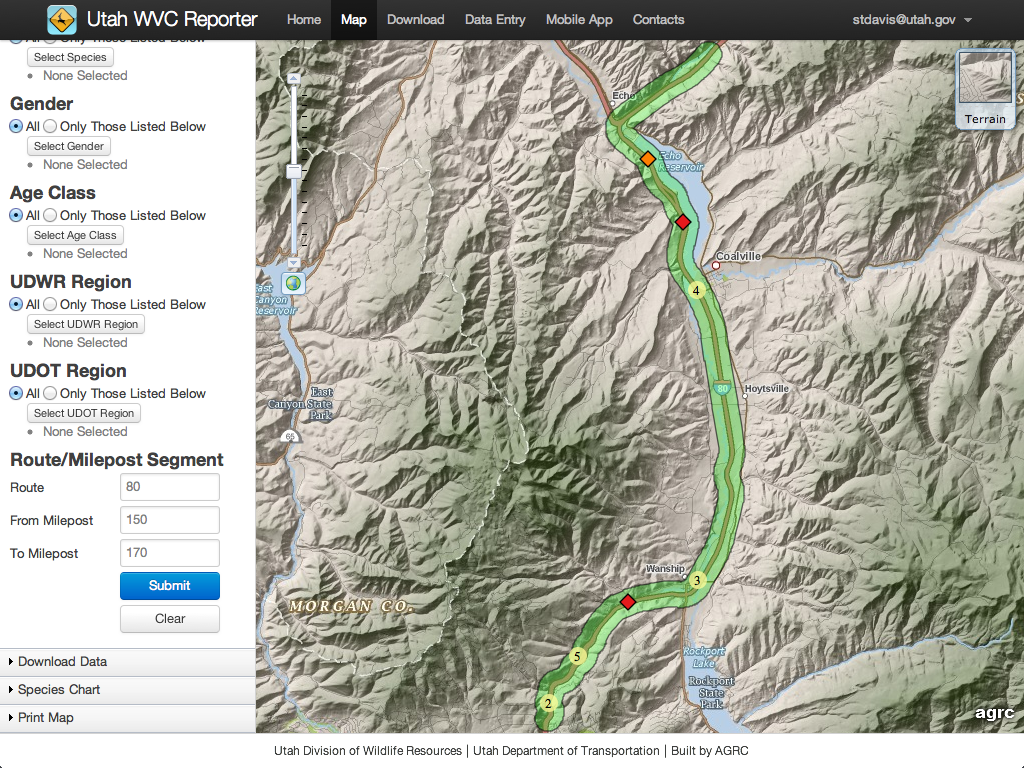 Utah WVC Reporter
Home
Map
Download
Data Entry
Mobile App
Contacts
stdavis@utah.gov
All Only Those Listed Below
Select Species
None Selected
Gender
All Only Those Listed Below
Select Gender
None Selected
Age Class
All Only Those Listed Below
Select Age Class
None Selected
UDWR Region
All Only Those Listed Below
Select UDWR Region
None Selected
UDOT Region
All Only Those Listed Below
Select UDOT Region
None Selected
Route/Milepost Segment
Route 80
From Milepost 150
To Milepost 170
Submit
Clear
Download Data
Species Chart
Print Map
Terrain
Echo
Echo
Reservoir
Coalville
4
East
Canyon
Reservoir
80
Hoytsville
East
Canyon State
Park
65
Wanship
3
MORGAN CO.
5
Rockport
Lake
Rockport
State
Park
2
agrc
Utah Division of Wildlife Resources | Utah Department of Transportation | Built by AGRC